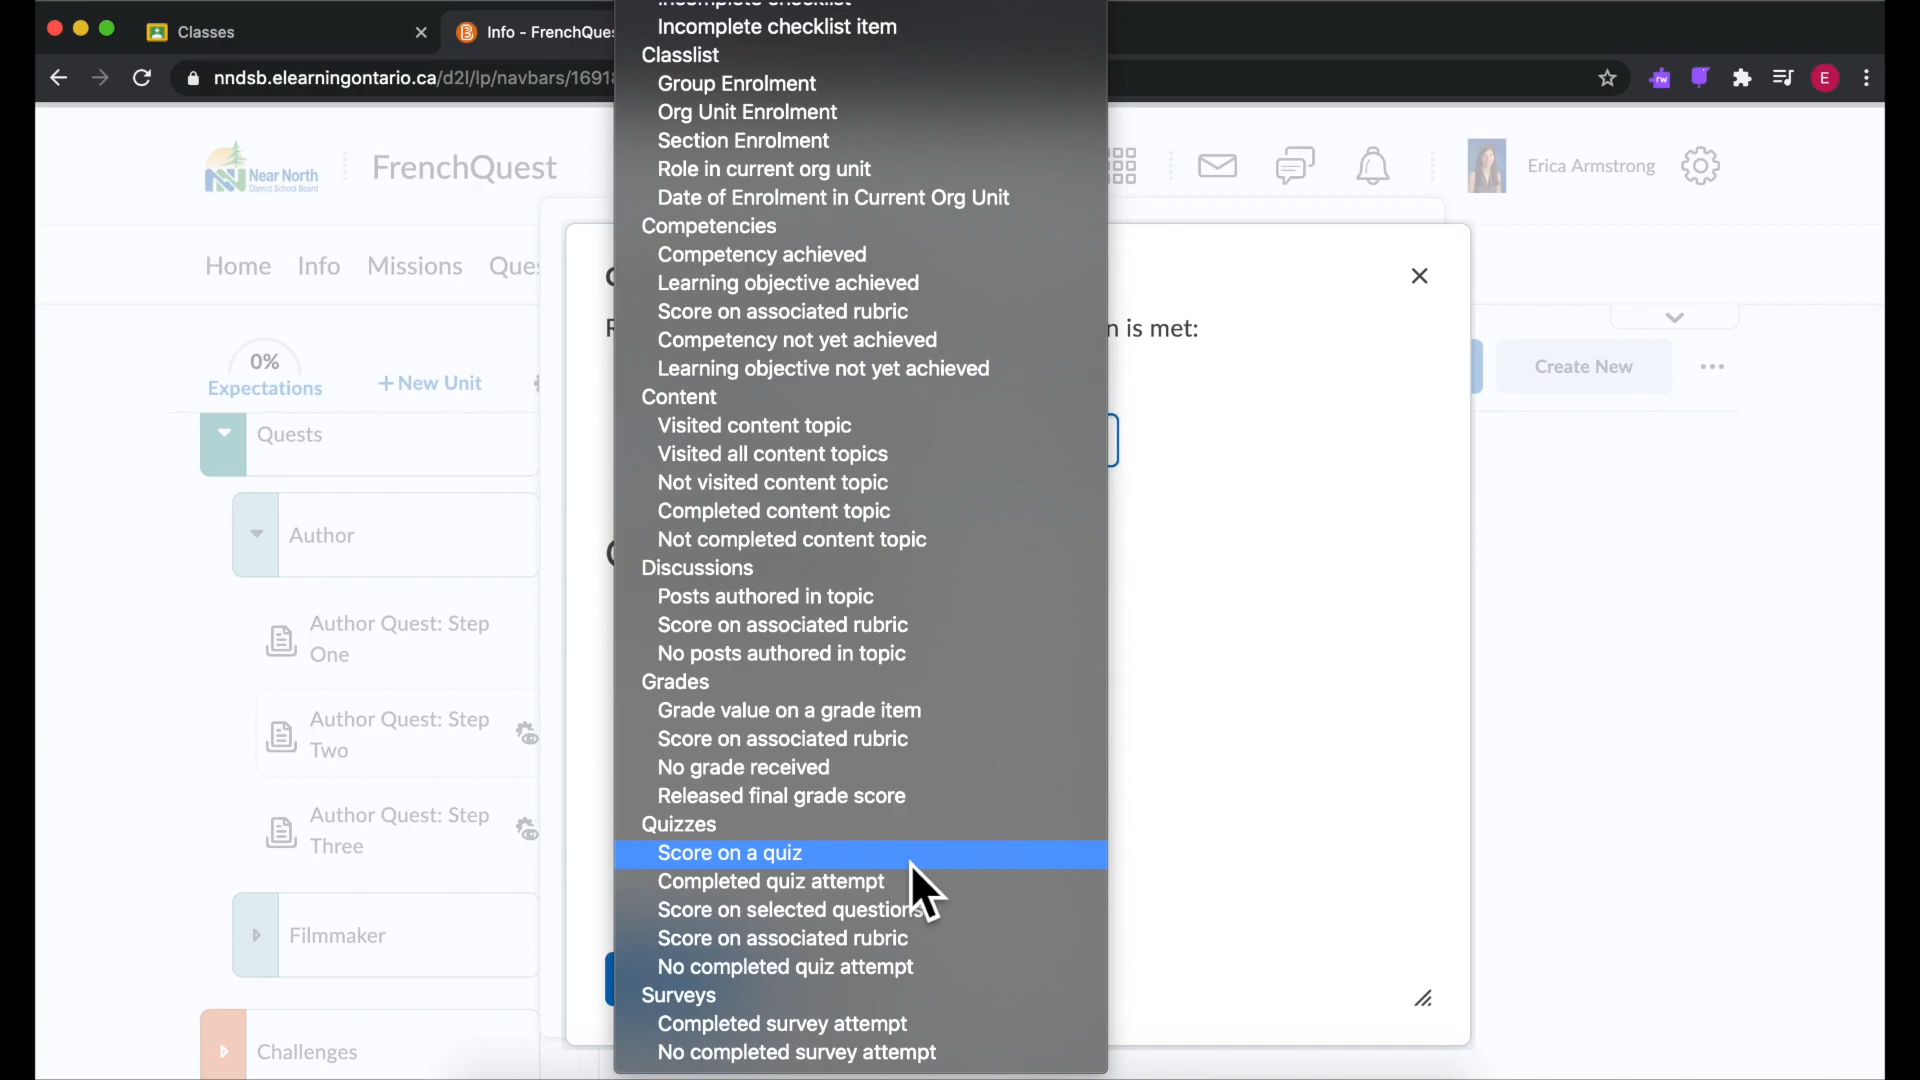 Classes
Info - FrenchQues
nndsb.elearningontario.ca/d2l/lp/navbars/16918
rw
E
Near North
District School Board
FrenchQuest
Erica Armstrong
Home Info Missions Ques
n is met:
0%
Expectations
+ New Unit
Create New
Quests
Author
Author Quest: Step
One
Author Quest: Step
Two
Author Quest: Step
Three
Filmmaker
Challenges
Incomplete checklist
Incomplete checklist item
Classlist
Group Enrolment
Org Unit Enrolment
Section Enrolment
Role in current org unit
Date of Enrolment in Current Org Unit
Competencies
Competency achieved
Learning objective achieved
Score on associated rubric
Competency not yet achieved
Learning objective not yet achieved
Content
Visited content topic
Visited all content topics
Not visited content topic
Completed content topic
Not completed content topic
Discussions
Posts authored in topic
Score on associated rubric
No posts authored in topic
Grades
Grade value on a grade item
Score on associated rubric
No grade received
Released final grade score
Quizzes
Score on a quiz
Completed quiz attempt
Score on selected questions
Score on associated rubric
No completed quiz attempt
Surveys
Completed survey attempt
No completed survey attempt